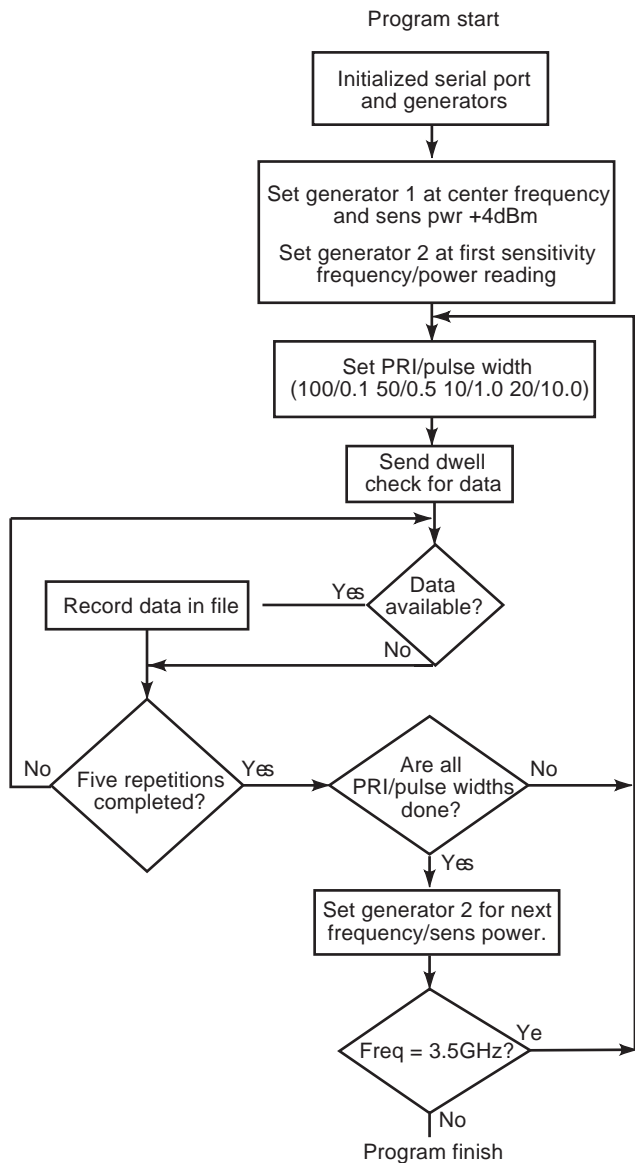 Program start
Initialized serial port
and generators
Set generator 1 at center frequency
and sens pwr +4dBm
Set generator 2 at first sensitivity
frequency/power reading
Set PRI/pulse width
(100/0.1 50/0.5 10/1.0 20/10.0)
Send dwell
check for data
Data
available?
Yes
Record data in file
No
Five repetitions
completed?
No
Yes
Are all
PRI/pulse widths
done?
No
Yes
Set generator 2 for next
frequency/sens power.
Freq = 3.5GHz?
Ye
No
Program finish